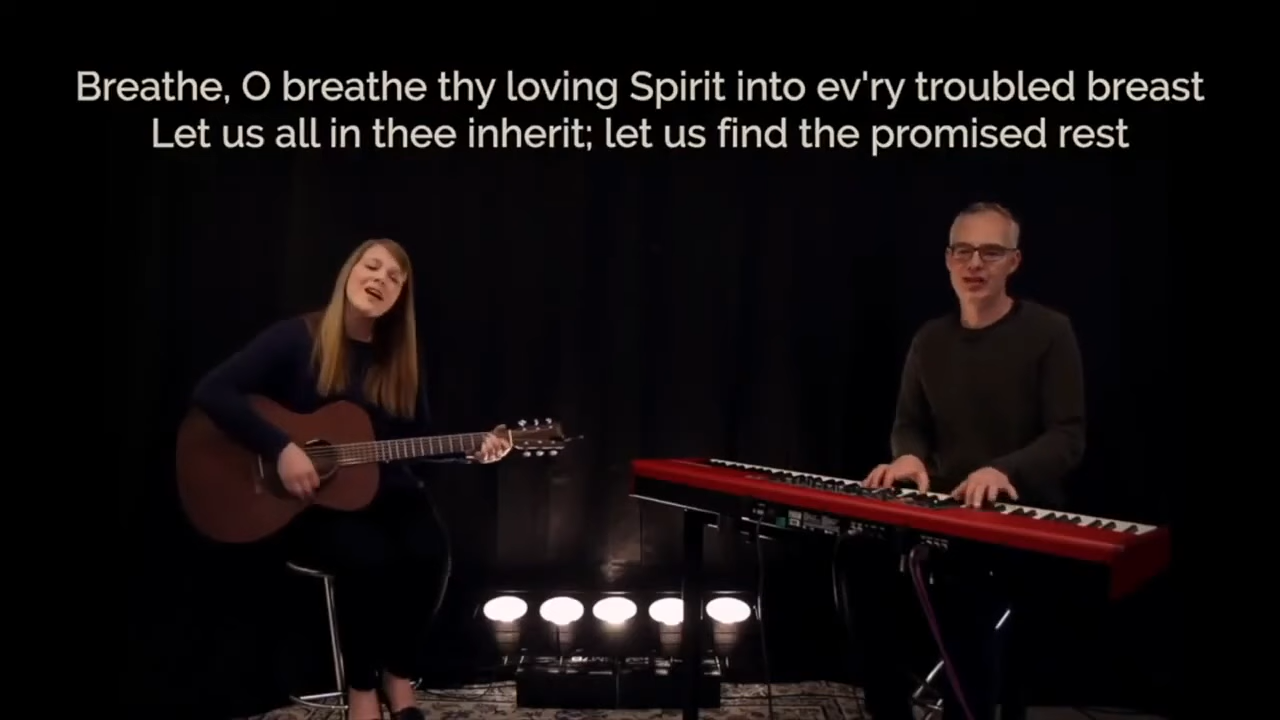 Breathe, O breathe thy loving Spirit into ev'ry troubled breast
Let us all in thee inherit; let us find the promised rest